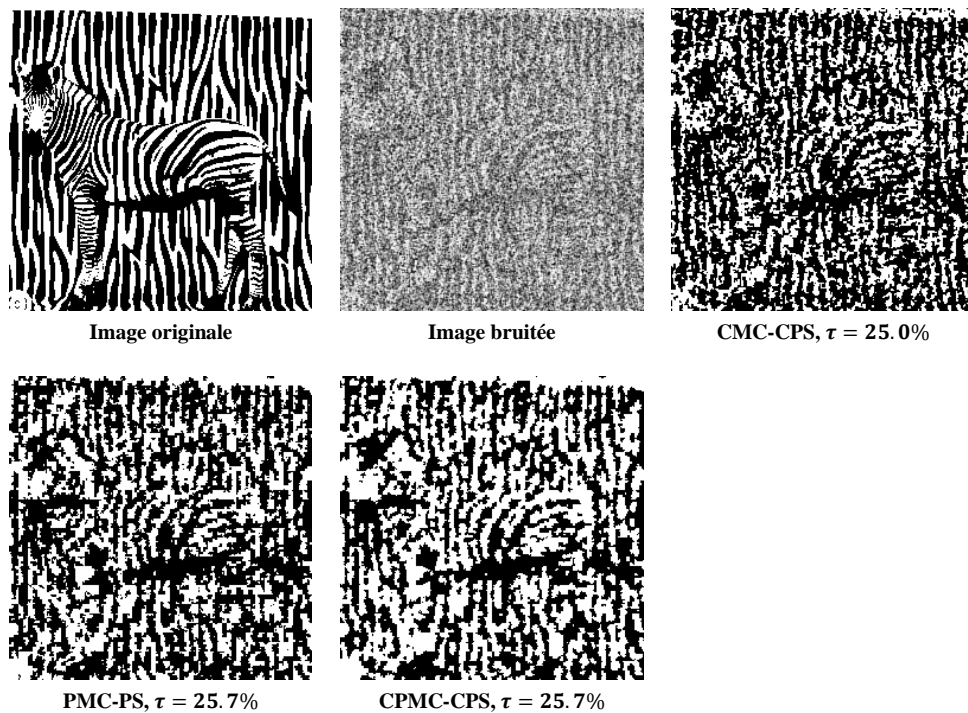 Image originale
Image bruitée
CMC-CPS, τ = 25.0%
PMC-PS, τ = 25.7%
CPMC-CPS, τ = 25.7%